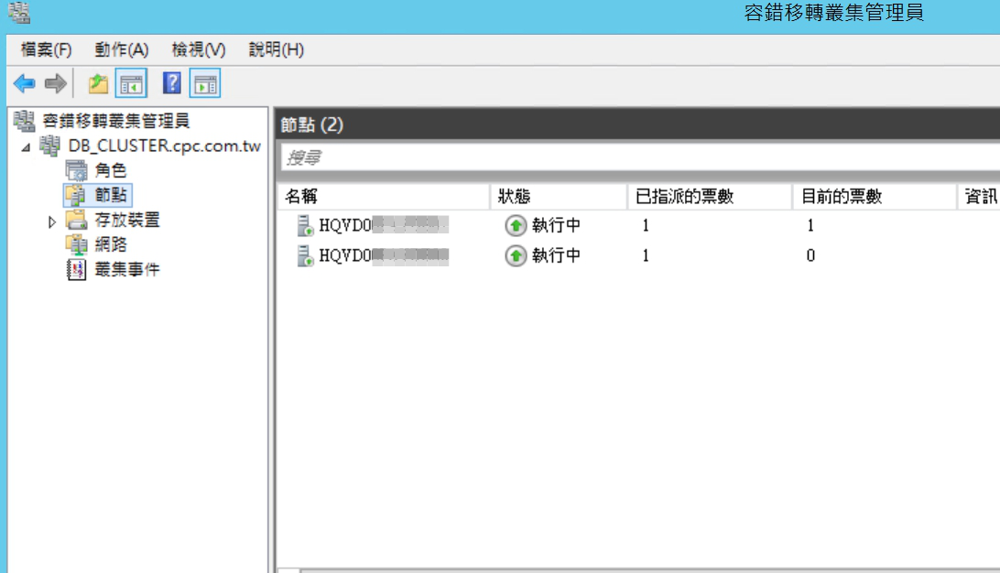 容錯移轉叢集管理員
檔案(F) 動作(A) 檢視(V) 說明(H)
容錯移轉叢集管理員
DB_CLUSTER.cpc.com.tw
角色
節點
存放裝置
網路
叢集事件
節點 (2)
搜尋
名稱 狀態 已指派的票數 目前的票數 資訊
HQVD0 執行中 1 1
HQVD0 執行中 1 0